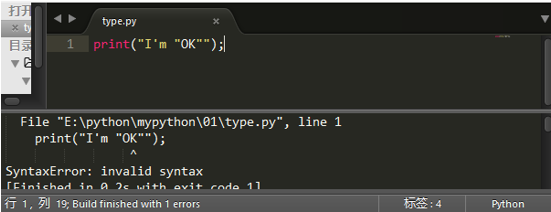 打开
type.py
目录
1 print("I'm "OK"");
File "E:\python\mypython\01\type.py", line 1
print("I'm "OK"");
^
SyntaxError: invalid syntax
[Finished in 0.2s with exit code 1]
行 1, 列 19; Build finished with 1 errors
标签: 4
Python